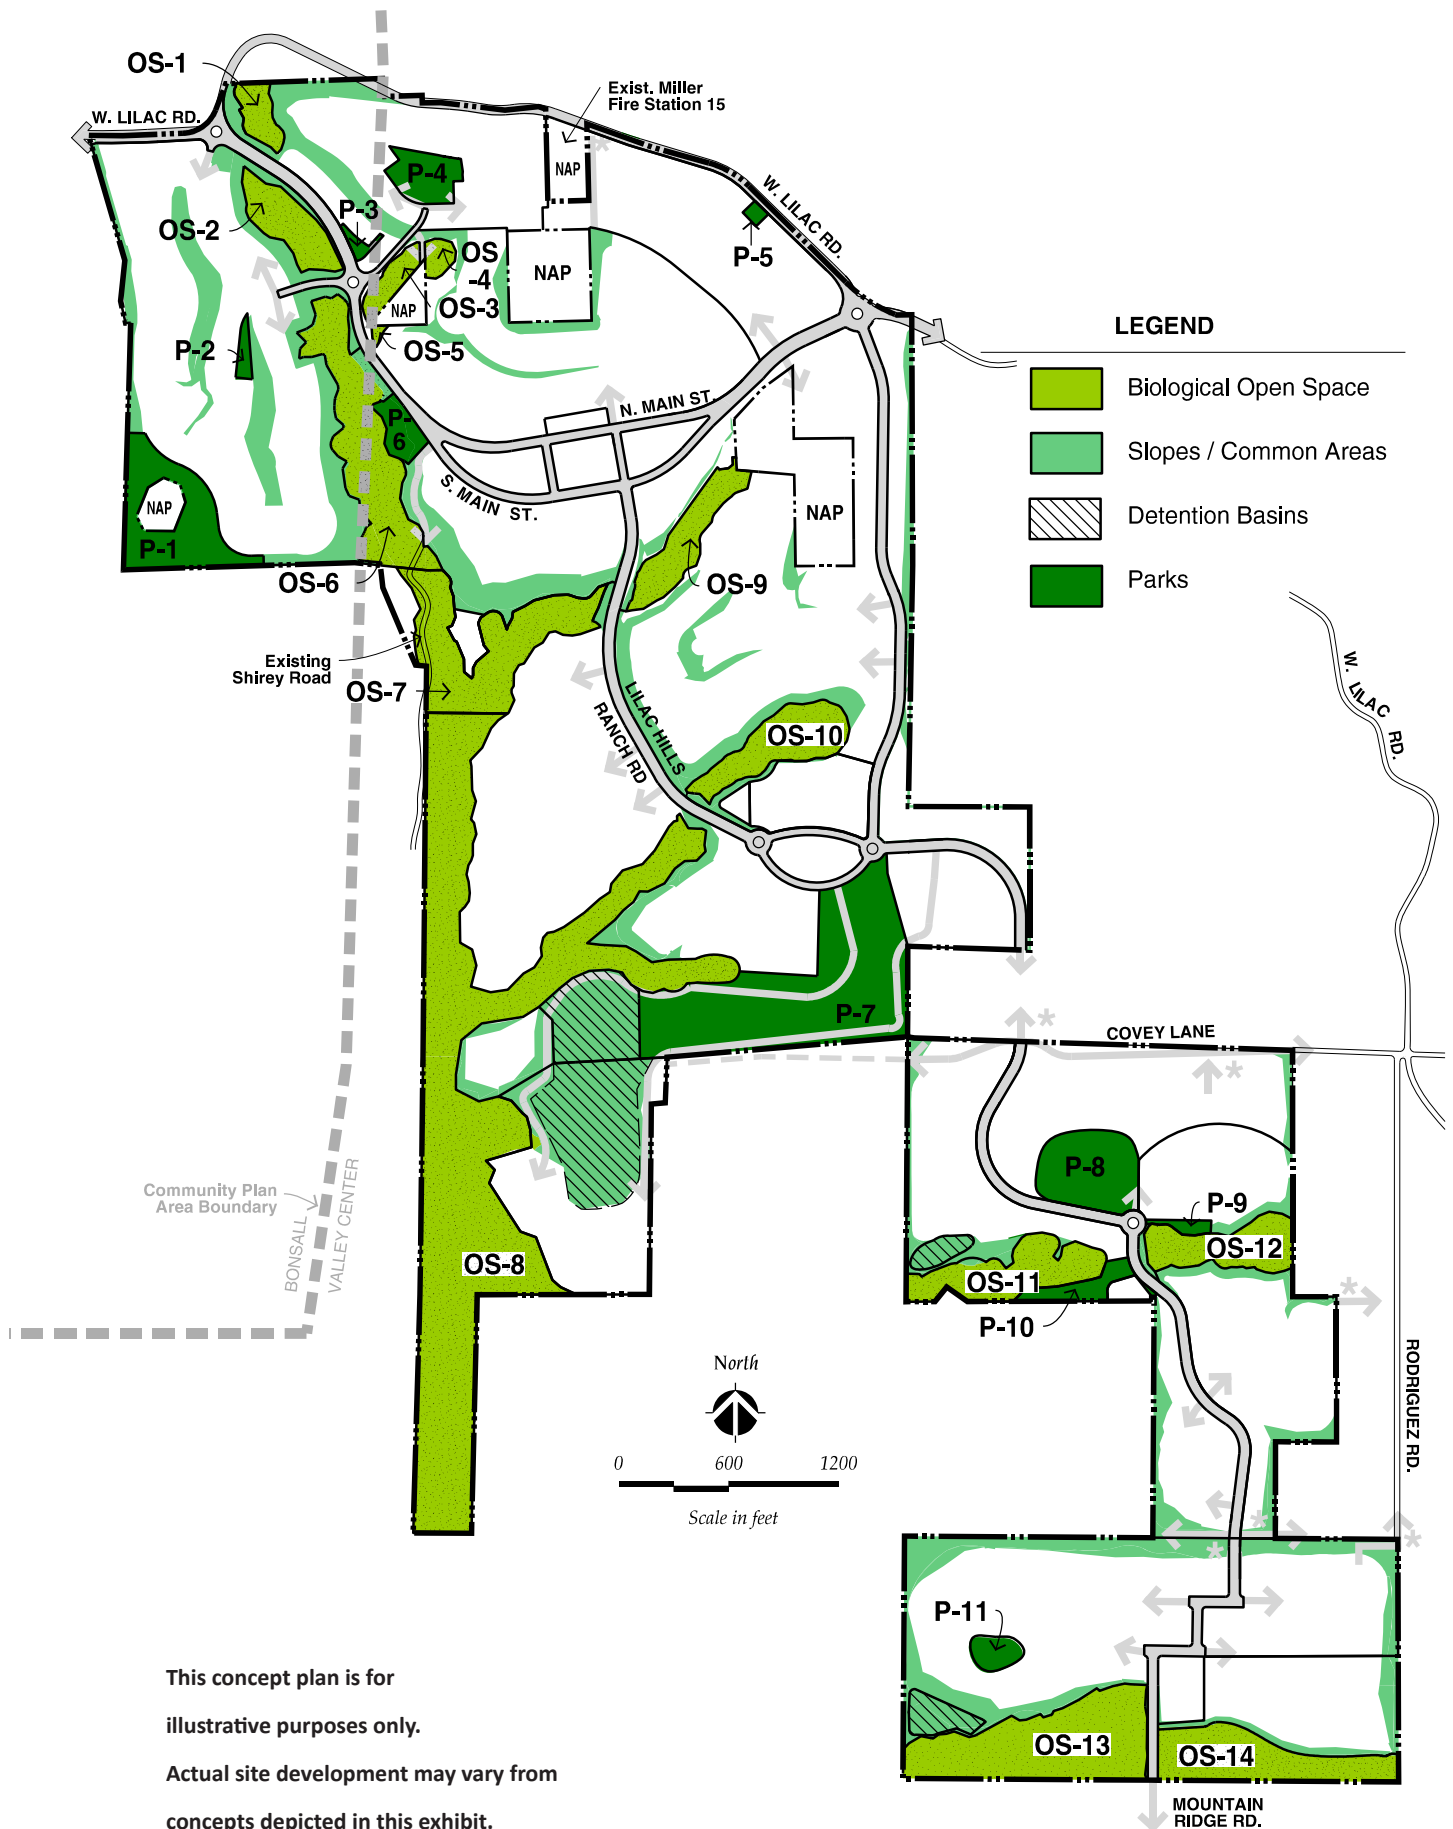 OS-1
Exist. Miller
Fire Station 15
W. LILAC RD.
NAP
P-4
W. LILAC RD.
P-3
OS-2
OS
-4
P-5
NAP
OS-3
NAP
OS-5
P-2
LEGEND
Biological Open Space
Slopes / Common Areas
Detention Basins
Parks
N. MAIN ST.
P-
6
S. MAIN ST.
NAP
NAP
P-1
OS-6
OS-9
Existing
Shirey Road
OS-7
LILAC HILLS
RANCH RD
OS-10
W. LILAC RD.
P-7
*
COVEY LANE
*
P-8
P-9
OS-12
Community Plan
Area Boundary
BONSALL
VALLEY CENTER
OS-8
OS-11
P-10
*
RODRIGUEZ RD.
North
0 600 1200
Scale in feet
*
*
*
P-11
OS-13
OS-14
MOUNTAIN
RIDGE RD.
This concept plan is for
illustrative purposes only.
Actual site development may vary from
concepts depicted in this exhibit.